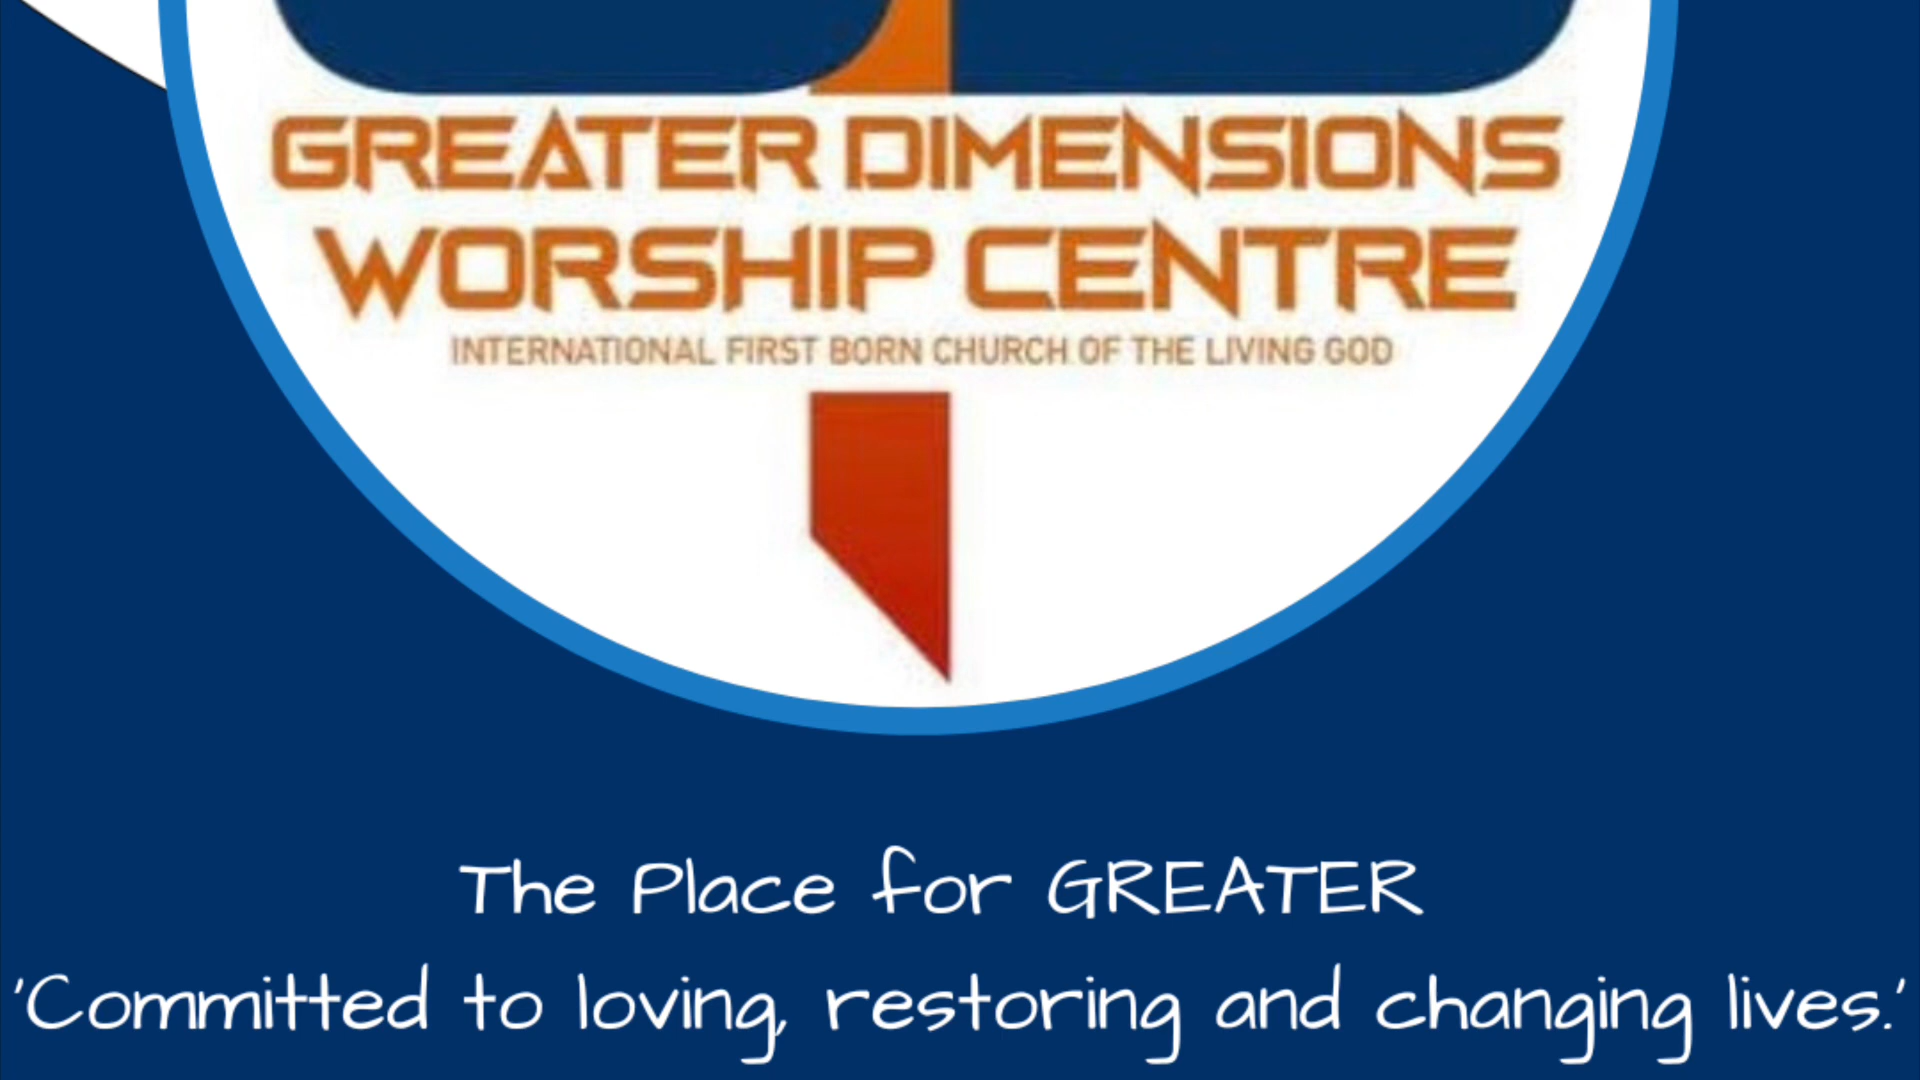 GREATER DIMENSIONS
WORSHIP CENTRE
INTERNATIONAL FIRST BORN CHURCH OF THE LIVING GOD
The Place for GREATER
'Committed to loving, restoring and changing lives.'